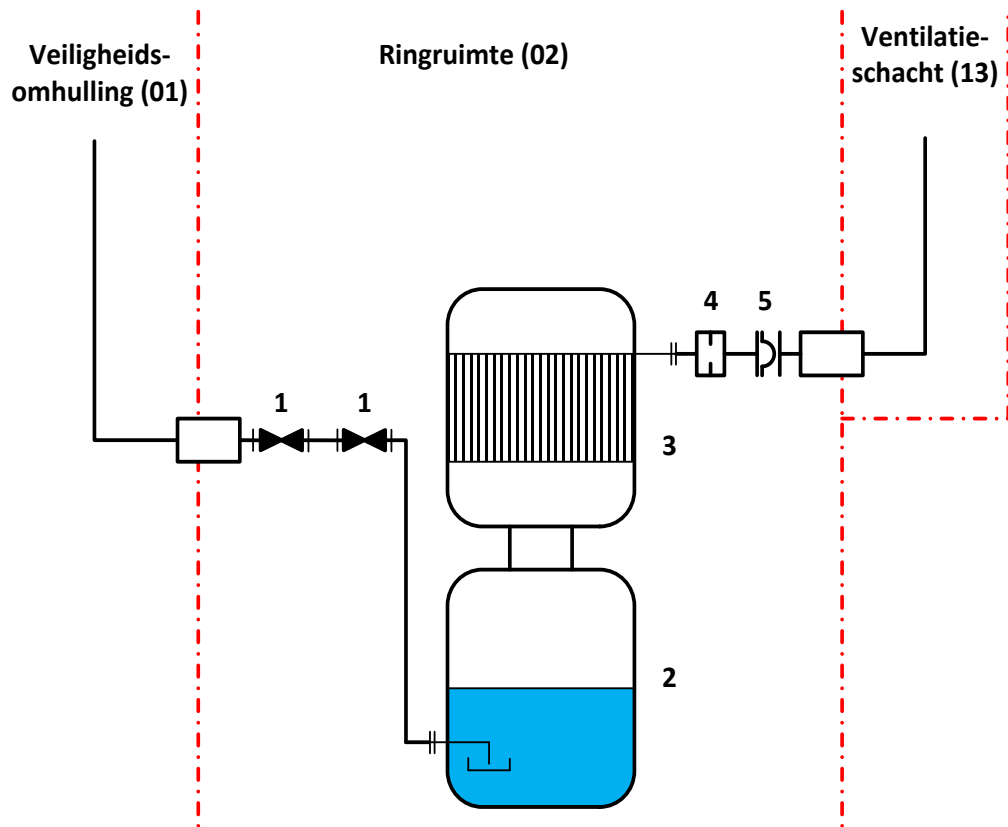 Veiligheids-
omhulling (01)
Ringruimte (02)
Ventilatie-
schacht (13)
4
5
1
1
3
2